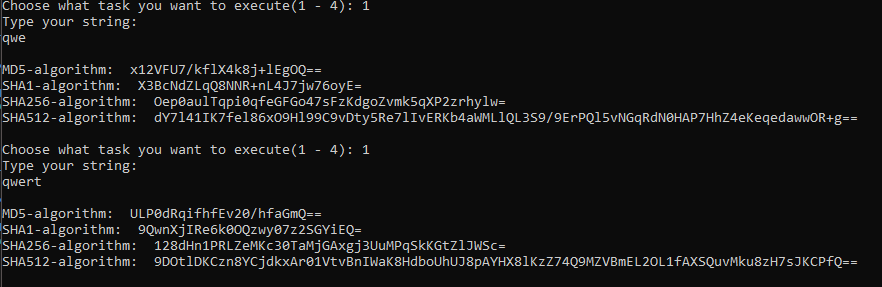 Choose what task you want to execute(1 - 4): 1
Type your string:
qwe
MD5-algorithm:  x12VFU7/kflX4k8j+lEgOQ==
SHA1-algorithm:  X3BcNdZLqQ8NNR+nL4J7jw76oyE=
SHA256-algorithm:  Oep0aulTqpi0qfeGFGo47sFzKdgoZvmk5qXP2zrhylw=
SHA512-algorithm:  dY7l41IK7fel86xO9Hl99C9vDty5Re7lIvERKb4aWMLlQL3S9/9ErPQl5vNGqRdN0HAP7HhZ4eKeqedawwOR+g==
Choose what task you want to execute(1 - 4): 1
Type your string:
qwert
MD5-algorithm:  ULP0dRqifhfEv20/hfaGmQ==
SHA1-algorithm:  9QwnXjIRe6k0OQzwy07z2SGYiEQ=
SHA256-algorithm:  128dHn1PRLZeMKc30TaMjGAxgj3UuMPqSkKGtZlJWSc=
SHA512-algorithm:  9DOtlDKCzn8YCjdkxAr01VtvBnIWaK8HdboUhUJ8pAYHX8lKzZ74Q9MZVBmEL2OL1fAXSQuvMku8zH7sJKCPfQ==